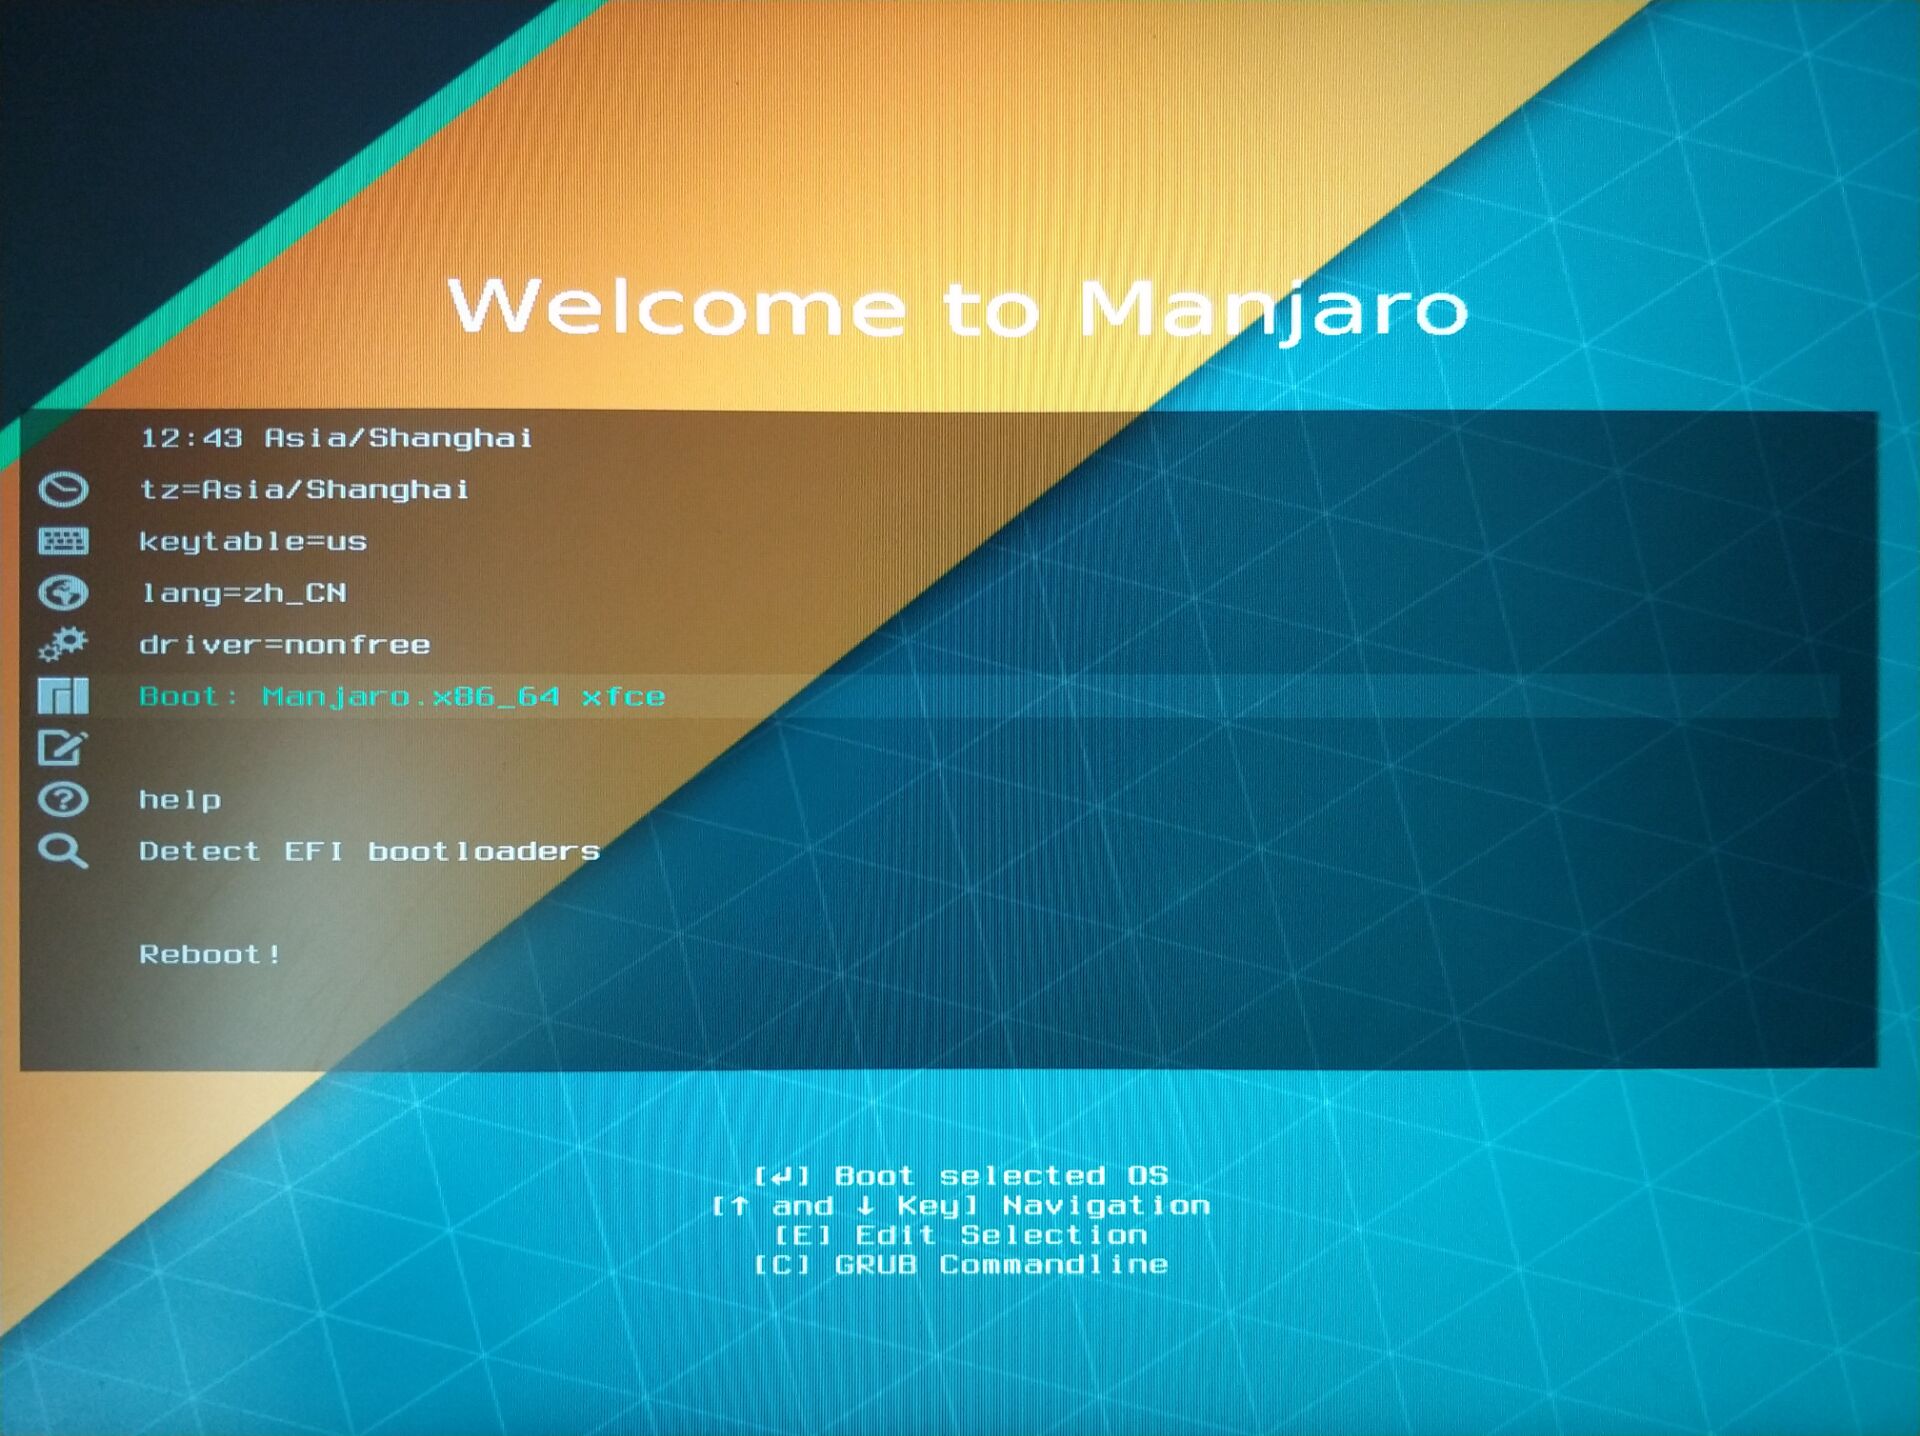 Welcome to Manjaro
12:43 Asia/Shanghai
tz=Asia/Shanghai
keytable=us
lang=zh_CN
driver=nonfree
Boot: Manjaro.x86_64 xfce
help
Detect EFI bootloaders
Reboot!
[↲] Boot selected OS
[↑ and ↓ Key] Navigation
[E] Edit Selection
[C] GRUB Commandline